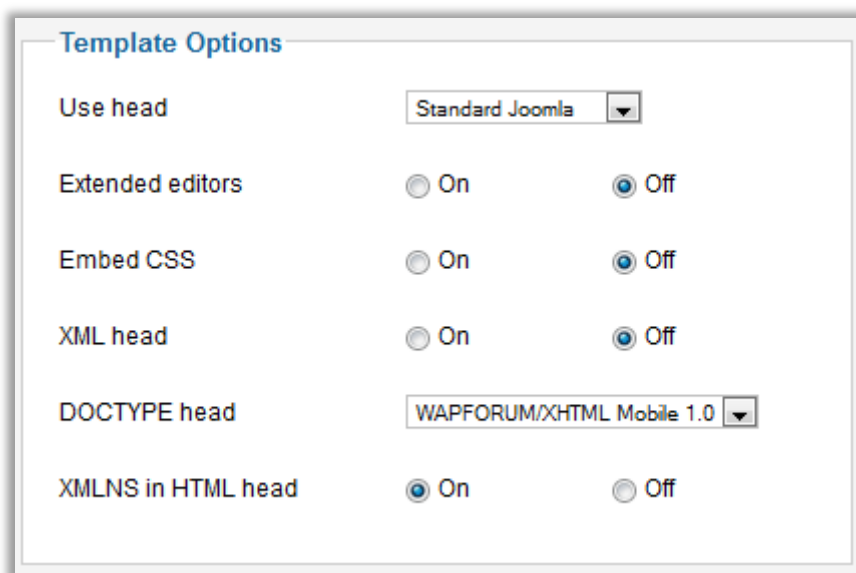 Template Options
Use head Standard Joomla
Extended editors On Off
Embed CSS On Off
XML head On Off
DOCTYPE head WAPFORUM/XHTML Mobile 1.0
XMLNS in HTML head On Off